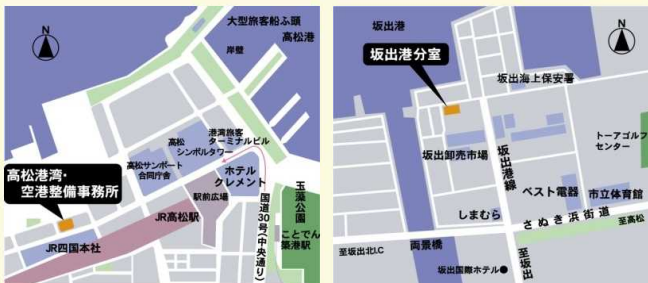 N
大型旅客船ふ頭
高松港
岸壁
港湾旅客
ターミナルビル
高松
シンボルタワー
高松サンポート
合同庁舎
ホテル
クレメント
高松港湾・
空港整備事務所
駅前広場
JR高松駅
JR四国本社
国道30号(中央通り)
玉藻公園
ことでん
築港駅
N
坂出港
坂出港分室
坂出海上保安署
坂出卸売市場
坂出港線
トーアゴルフ
センター
ベスト電器
市立体育館
しまむら
さぬき浜街道
至高松
至坂出北I.C
両景橋
至坂出
坂出国際ホテル●